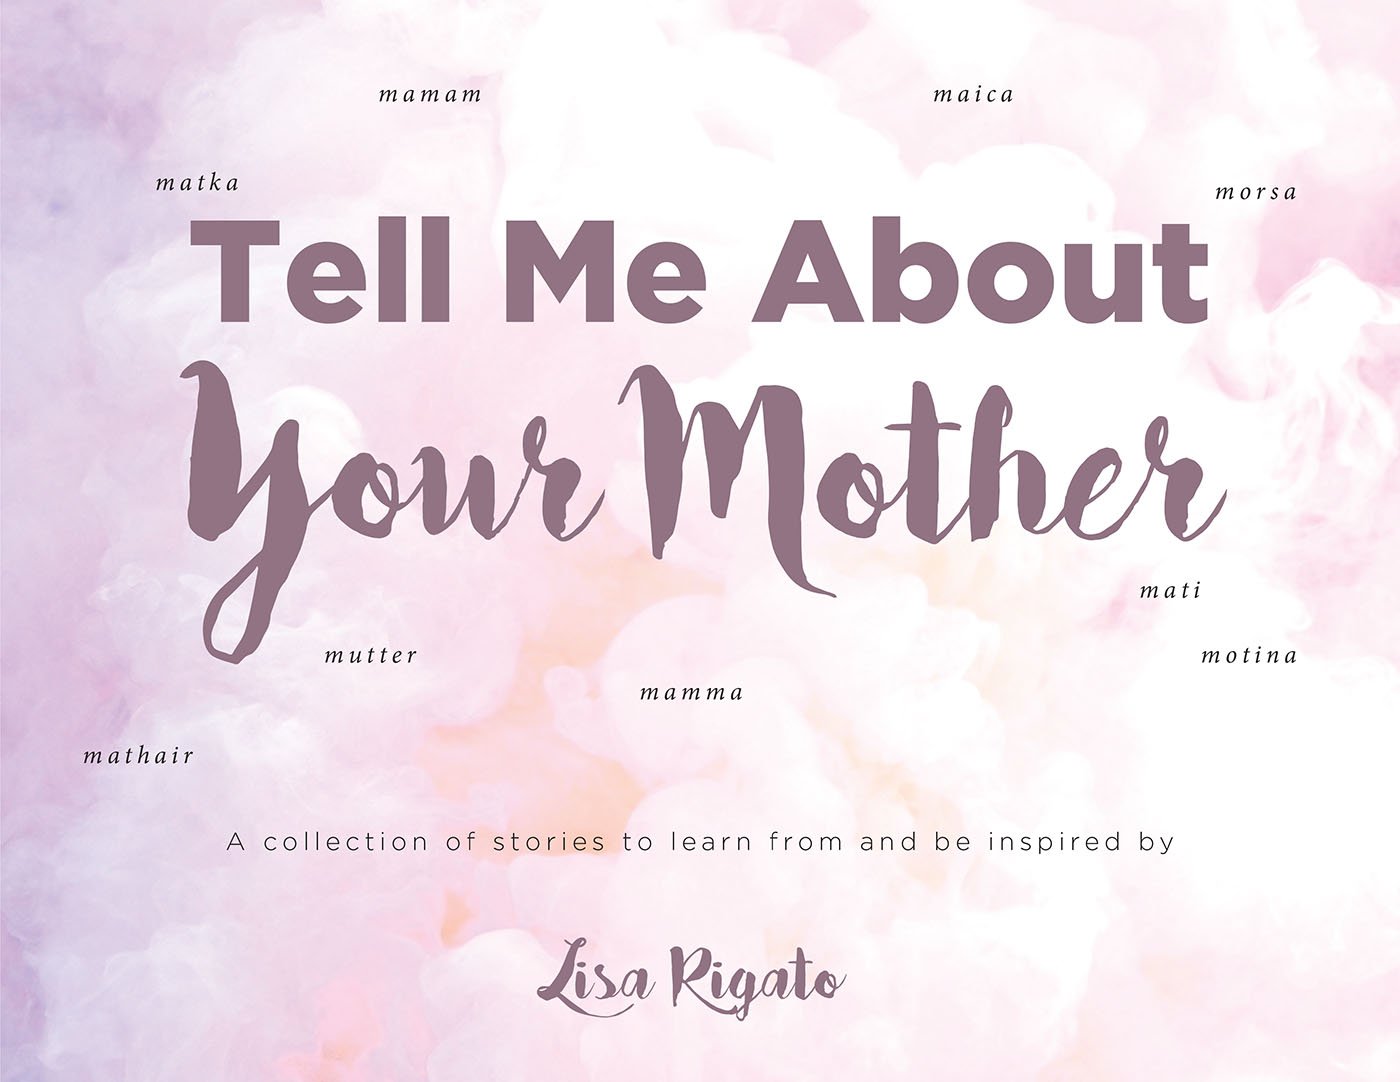 mamam
maica
matka
morsa
Tell Me About
Your Mother
mati
mutter
motina
mamma
mathair
A collection of stories to learn from and be inspired by
Lisa Rigato